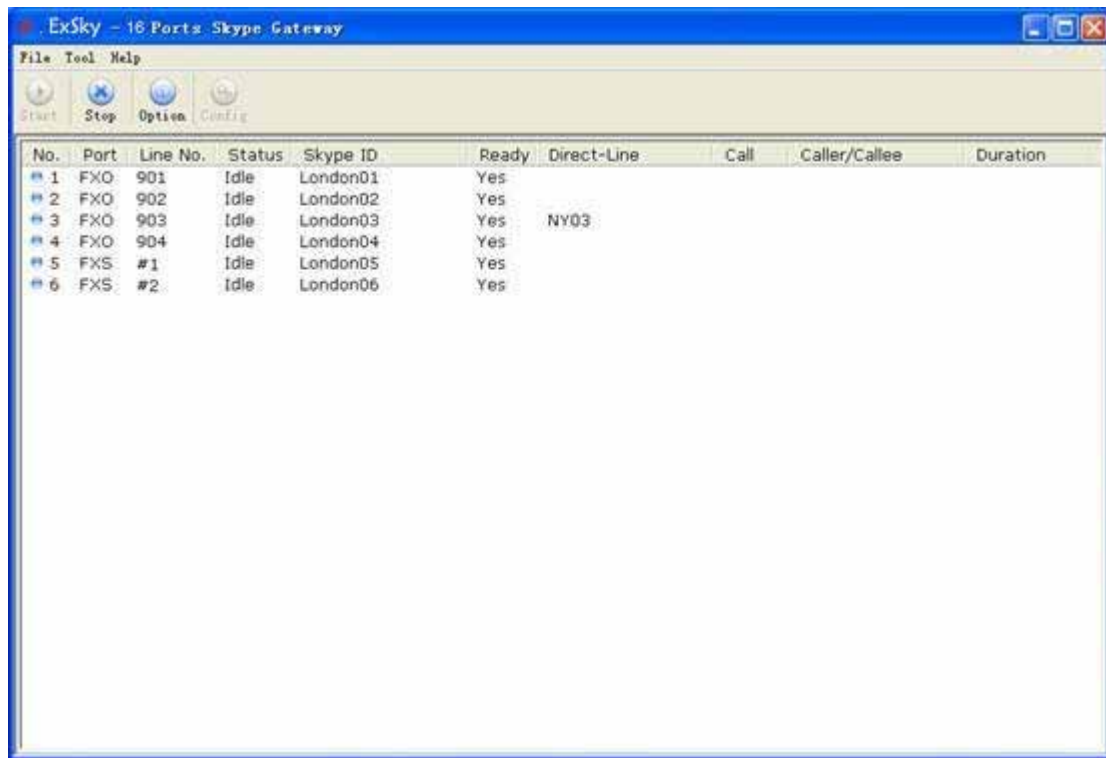 ExSky - 16 Ports Skype Gateway
File Tool Help
Start Stop Option Config
No. Port Line No. Status Skype ID Ready Direct-Line Call Caller/Callee Duration
1 FXO 901 Idle London01 Yes
2 FXO 902 Idle London02 Yes
3 FXO 903 Idle London03 Yes NY03
4 FXO 904 Idle London04 Yes
5 FXS #1 Idle London05 Yes
6 FXS #2 Idle London06 Yes